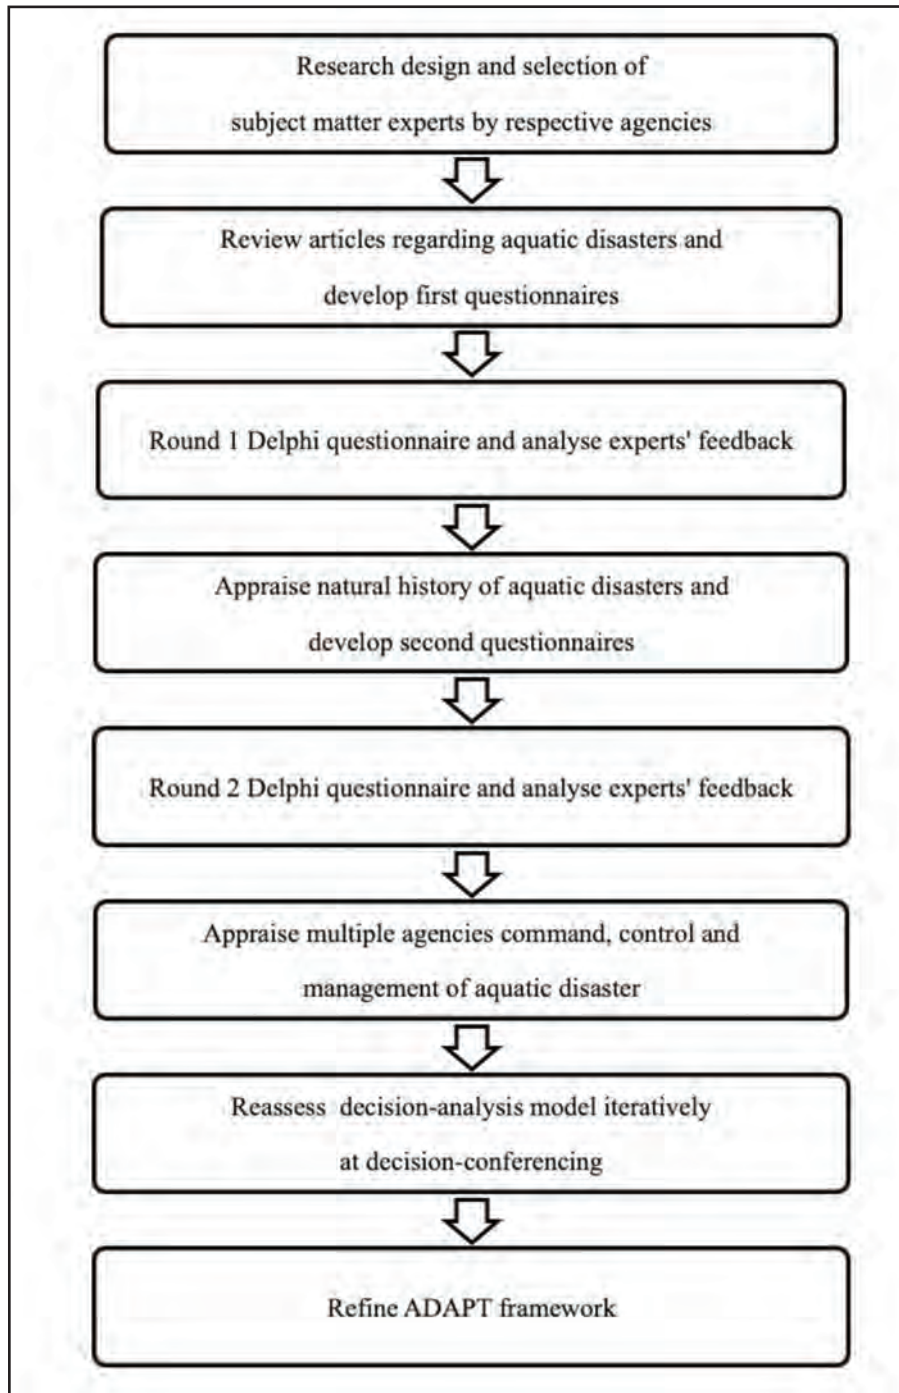 Research design and selection of
subject matter experts by respective agencies
Review articles regarding aquatic disasters and
develop first questionnaires
Round 1 Delphi questionnaire and analyse experts' feedback
Appraise natural history of aquatic disasters and
develop second questionnaires
Round 2 Delphi questionnaire and analyse experts' feedback
Appraise multiple agencies command, control and
management of aquatic disaster
Reassess decision-analysis model iteratively
at decision-conferencing
Refine ADAPT framework